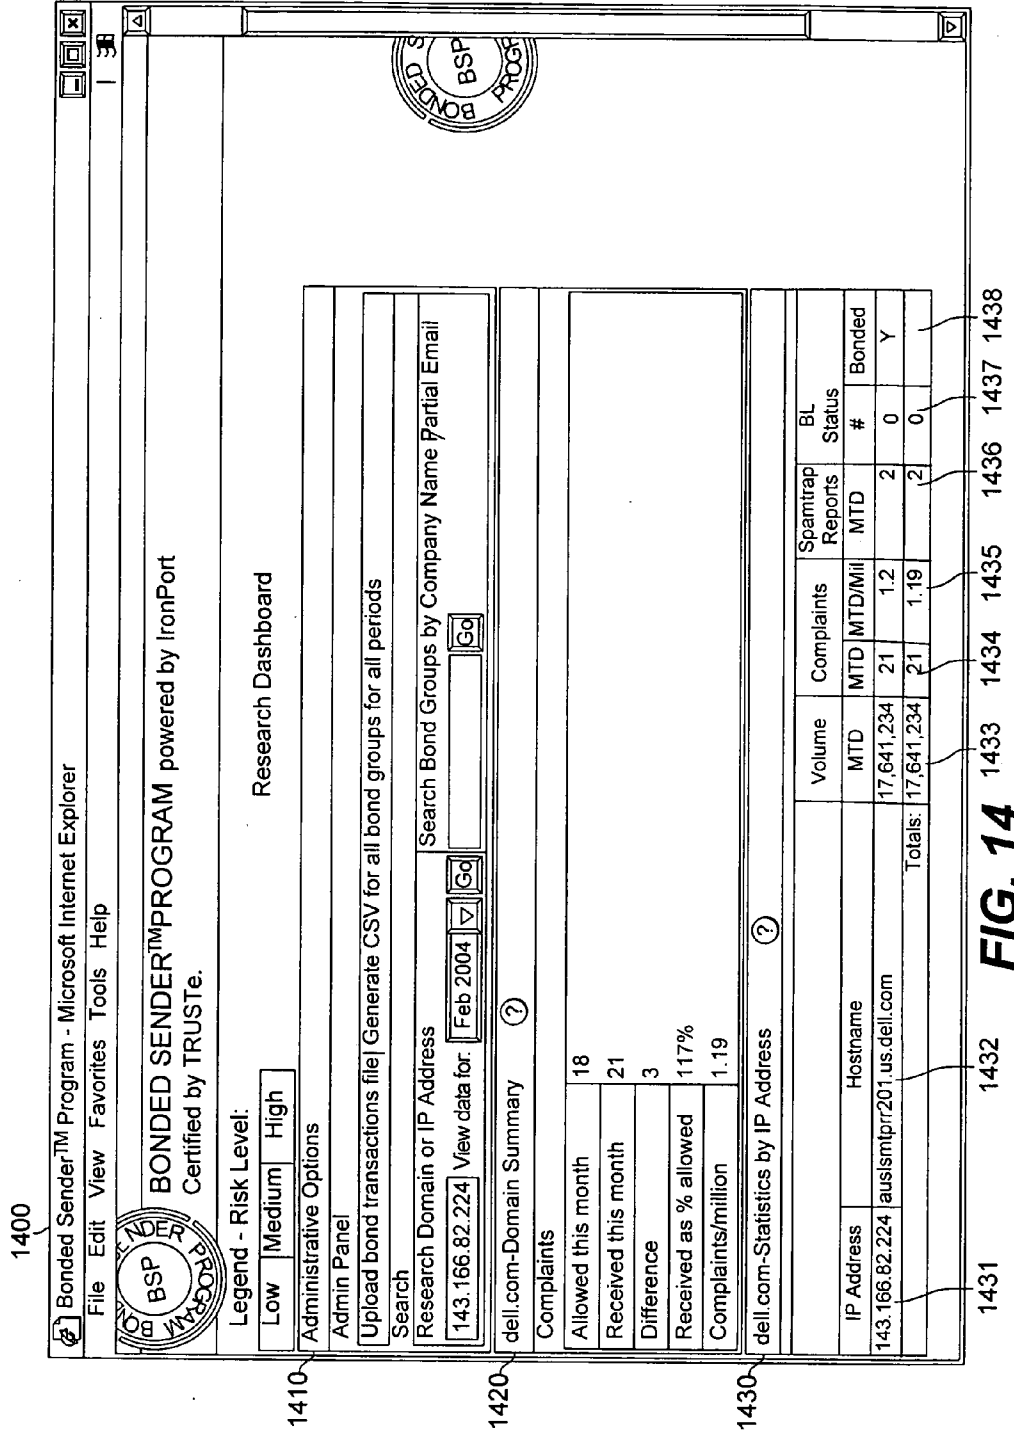 1400
Bonded Sender™ Program - Microsoft Internet Explorer
File Edit View Favorites Tools Help
BONDED SENDER™PROGRAM powered by IronPort
Certified by TRUSTe.
BSP
BONDED S
BSP
PROGR
Legend - Risk Level:
Low Medium High
Research Dashboard
1410
Administrative Options
Admin Panel
Upload bond transactions file| Generate CSV for all bond groups for all periods
Search
Research Domain or IP Address
Search Bond Groups by Company Name Partial Email
143.166.82.224 View data for: Feb 2004 Go Go
1420
dell.com-Domain Summary ?
Complaints
Allowed this month 18
Received this month 21
Difference 3
Received as % allowed 117%
Complaints/million 1.19
1430
dell.com-Statistics by IP Address ?
Volume Complaints Spamtrap Reports BL Status
IP Address Hostname MTD MTD MTD/Mil MTD # Bonded
143.166.82.224 auslsmtprr201.us.dell.com 17,641,234 21 1.2 2 0 Y
Totals: 17,641,234 21 1.19 2 0
1431 1432 1433 1434 1435 1436 1437 1438
FIG. 14